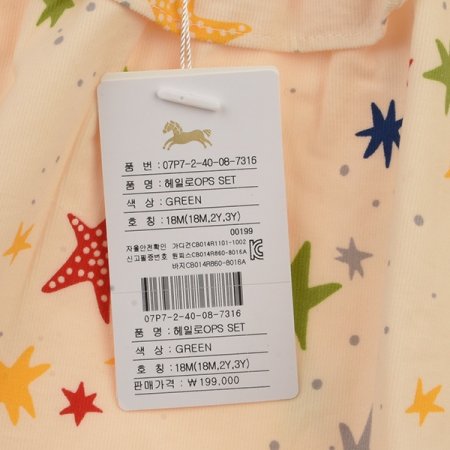 품 번 : 07P7-2-40-08-7316
품 명 : 헤일로OPS SET
색 상 : GREEN
호 칭 : 18M(18M,2Y,3Y)
00199
자율안전확인 가디건CB014R1101-1002
신고필증번호 원피스CB014R860-8016A
바지CB014R860-8016A
07P7-2-40-08-7316
품 명 : 헤일로OPS SET
색 상 : GREEN
호 칭 : 18M(18M,2Y,3Y)
판매가격 : ₩199,000